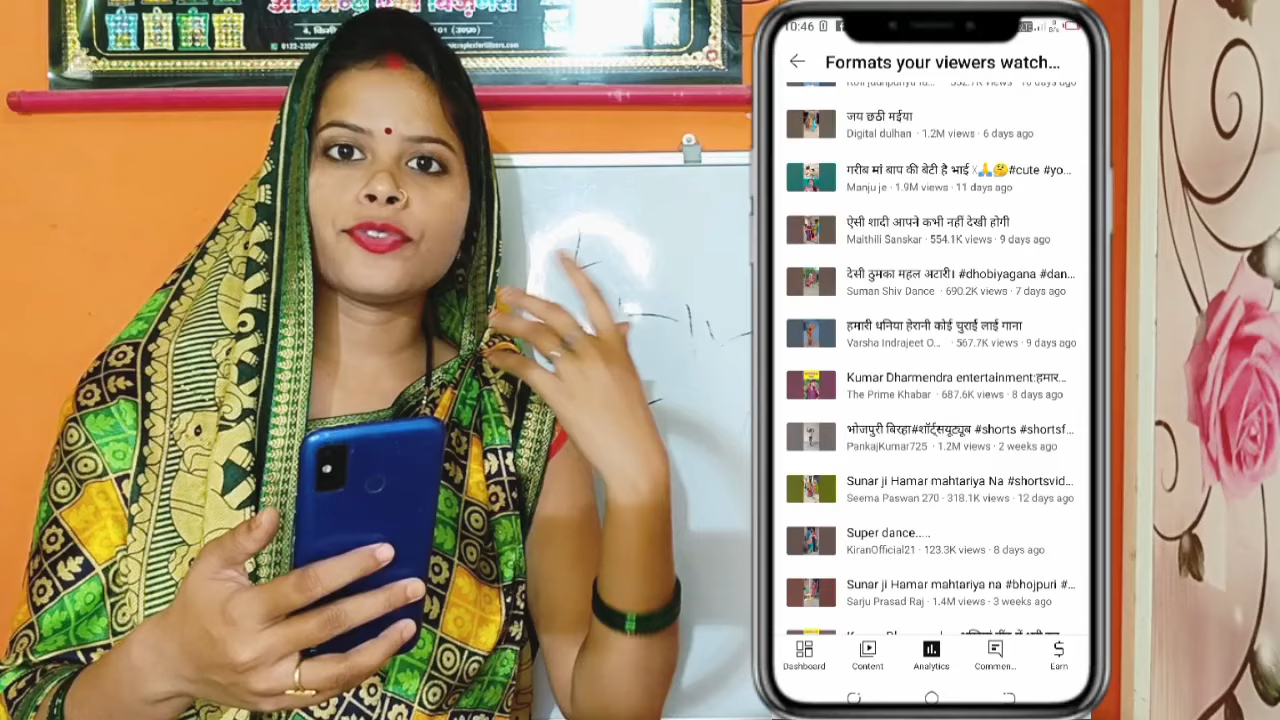 10:46
Formats your viewers watch...
जय छठी मईया
Digital dulhan · 1.2M views · 6 days ago
गरीब मां बाप की बेटी है भाई #cute #yo...
Manju je · 1.9M views · 11 days ago
ऐसी शादी आपने कभी नहीं देखी होगी
Maithili Sanskar · 554.1K views · 9 days ago
देसी ठुमका महल अटारी। #dhobiyagana #dan...
Suman Shiv Dance · 690.2K views · 7 days ago
हमारी धनिया हेरानी कोई चुराई लाई गाना
Varsha Indrajeet O... · 567.7K views · 9 days ago
Kumar Dharmendra entertainment:हमार...
The Prime Khabar · 687.6K views · 8 days ago
भोजपुरी बिरहा#शॉर्ट्सयूट्यूब #shorts #shortsf...
PankajKumar725 · 1.2M views · 2 weeks ago
Sunar ji Hamar mahtariya Na #shortsvid...
Seema Paswan 270 · 318.1K views · 12 days ago
Super dance.....
KiranOfficial21 · 123.3K views · 8 days ago
Sunar ji Hamar mahtariya na #bhojpuri #...
Sarju Prasad Raj · 1.4M views · 3 weeks ago
Dashboard
Content
Analytics
Commen...
Earn